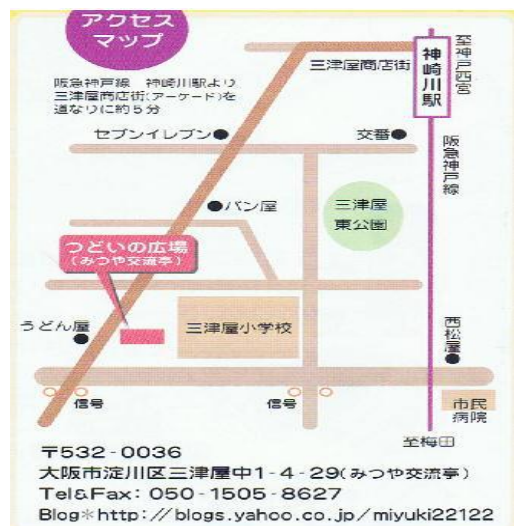 アクセス
マップ
阪急神戸線 神崎川駅より
三津屋商店街(アーケード)を
道なりに約5分
三津屋商店街
神崎川駅
至神戸西宮
セブンイレブン
交番
阪急神戸線
パン屋
三津屋
東公園
つどいの広場
(みつや交流亭)
うどん屋
三津屋小学校
西松屋
信号
信号
市民
病院
至梅田
〒532-0036
大阪市淀川区三津屋中1-4-29(みつや交流亭)
Tel&Fax: 050-1505-8627
Blog*http://blogs.yahoo.co.jp/miyuki22122